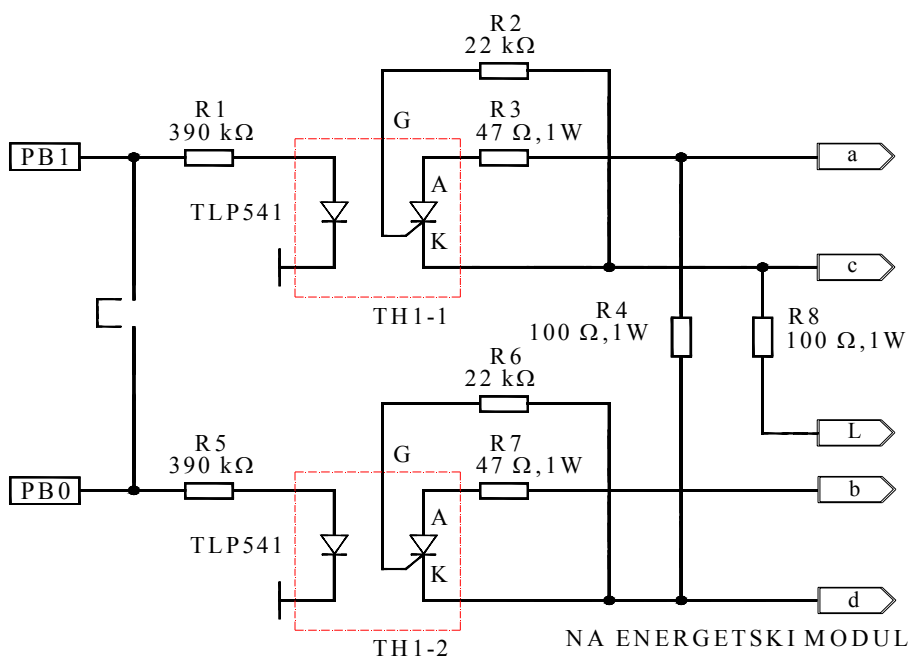 R2
22 kΩ
R1
390 kΩ
G
R3
47 Ω,1W
PB1
a
A
TLP541
K
c
TH1-1
R4
100 Ω,1W
R8
100 Ω,1W
R6
22 kΩ
L
R5
390 kΩ
G
R7
47 Ω,1W
PB0
b
A
TLP541
K
d
TH1-2
NA ENERGETSKI MODUL